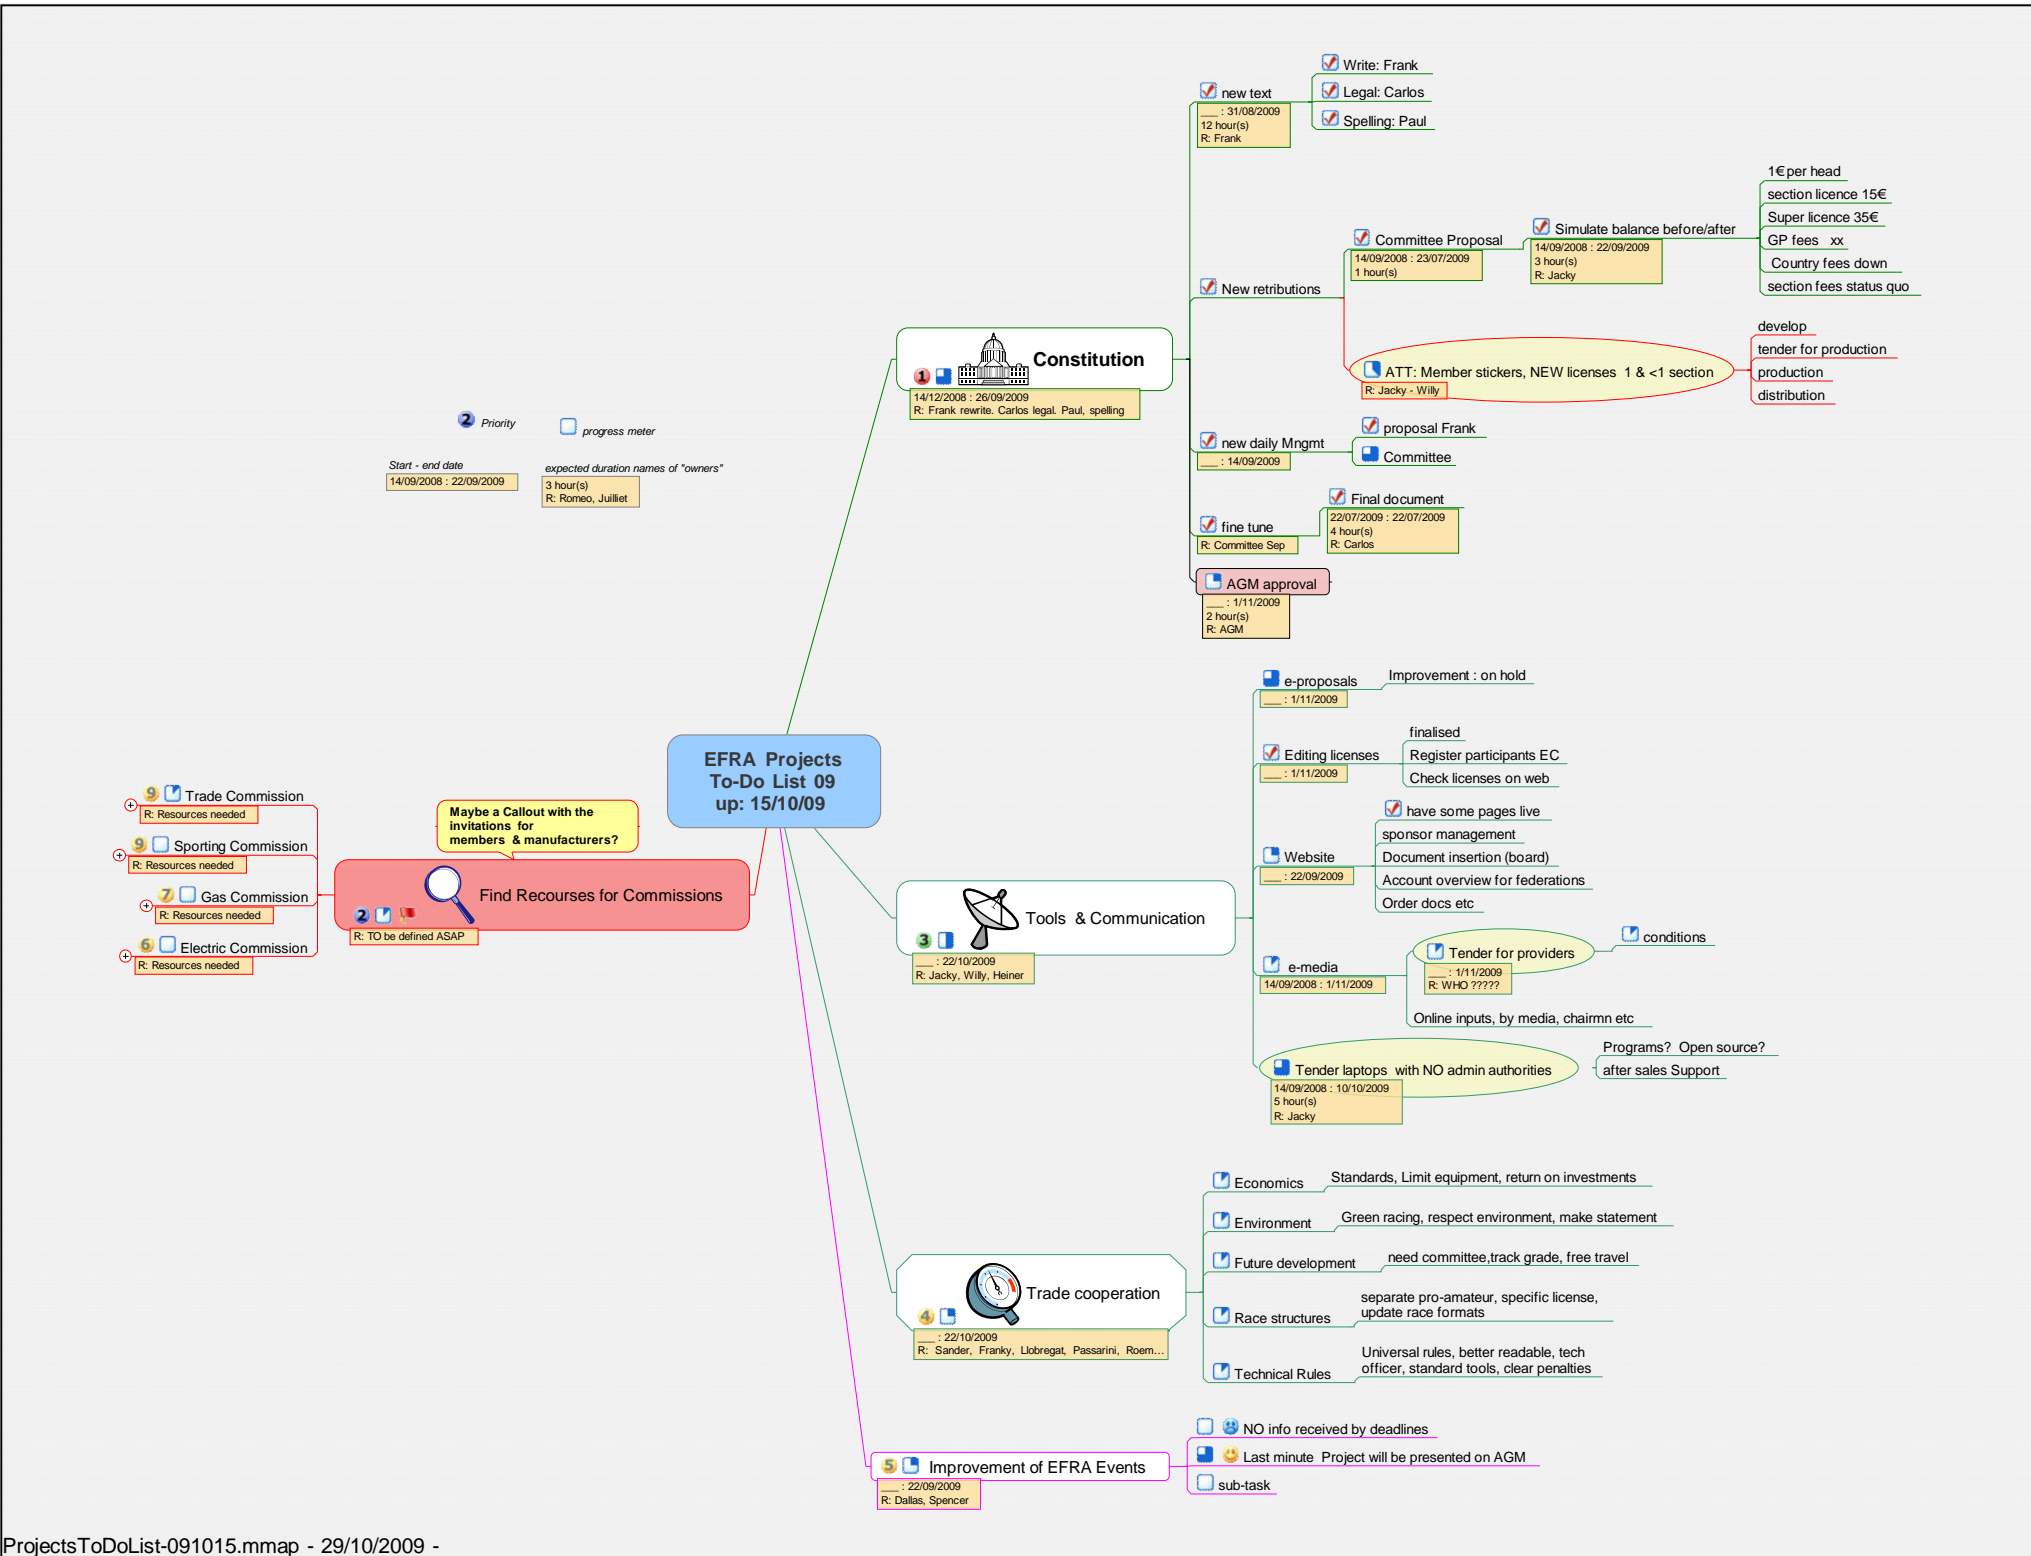 Write: Frank
new text
Legal: Carlos
___ : 31/08/2009
12 hour(s)
R: Frank
Spelling: Paul
1€per head
section licence 15€
Super licence 35€
GP fees   xx
Country fees down
section fees status quo
Simulate balance before/after
14/09/2008 : 22/09/2009
3 hour(s)
R: Jacky
Committee Proposal
14/09/2008 : 23/07/2009
1 hour(s)
New retributions
develop
tender for production
production
distribution
ATT: Member stickers, NEW licenses  1 & <1 section
R: Jacky - Willy
Constitution
1
14/12/2008 : 26/09/2009
R: Frank rewrite. Carlos legal. Paul, spelling
2 Priority
progress meter
Start - end date
14/09/2008 : 22/09/2009
expected duration names of "owners"
3 hour(s)
R: Romeo, Juilliet
new daily Mngmt
___ : 14/09/2009
proposal Frank
Committee
fine tune
R: Committee Sep
Final document
22/07/2009 : 22/07/2009
4 hour(s)
R: Carlos
AGM approval
___ : 1/11/2009
2 hour(s)
R: AGM
e-proposals
___ : 1/11/2009
Improvement : on hold
EFRA  Projects
To-Do  List  09
up: 15/10/09
Editing licenses
___ : 1/11/2009
finalised
Register participants EC
Check licenses on web
9 Trade Commission
R: Resources needed
9 Sporting Commission
R: Resources needed
7 Gas Commission
R: Resources needed
6 Electric Commission
R: Resources needed
Maybe a Callout with the
invitations  for
members  & manufacturers?
Find Recourses for Commissions
2
R: TO be defined ASAP
Website
___ : 22/09/2009
have some pages live
sponsor management
Document insertion (board)
Account overview for federations
Order docs etc
Tools  & Communication
3
___ : 22/10/2009
R: Jacky, Willy, Heiner
e-media
14/09/2008 : 1/11/2009
Tender for providers
___ : 1/11/2009
R: WHO ?????
conditions
Online inputs, by media, chairmn etc
Tender laptops  with NO admin authorities
14/09/2008 : 10/10/2009
5 hour(s)
R: Jacky
Programs?  Open source?
after sales Support
Economics
Standards, Limit equipment, return on investments
Environment
Green racing, respect environment, make statement
Future development
need committee,track grade, free travel
Trade cooperation
4
___ : 22/10/2009
R:  Sander,  Franky,  Llobregat,  Passarini,  Roem...
Race structures
separate pro-amateur, specific license,
update race formats
Technical Rules
Universal rules, better readable, tech
officer, standard tools, clear penalties
5 Improvement of EFRA Events
___ : 22/09/2009
R: Dallas, Spencer
NO info received by deadlines
Last minute  Project will be presented on AGM
sub-task
ProjectsToDoList-091015.mmap - 29/10/2009 -